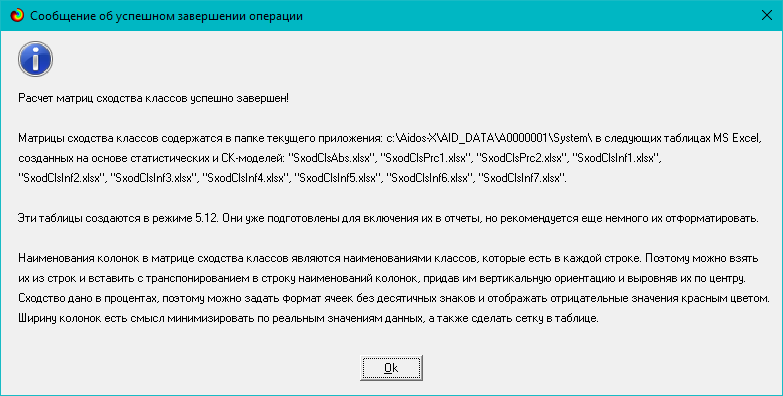 Сообщение об успешном завершении операции
Расчет матриц сходства классов успешно завершен!
Матрицы сходства классов содержатся в папке текущего приложения: c:\Aidos-X\AID_DATA\A0000001\System\ в следующих таблицах MS Excel,
созданных на основе статистических и СК-моделей: "SxodClsAbs.xlsx", "SxodClsPrc1.xlsx", "SxodClsPrc2.xlsx", "SxodClsInf1.xlsx",
"SxodClsInf2.xlsx", "SxodClsInf3.xlsx", "SxodClsInf4.xlsx", "SxodClsInf5.xlsx", "SxodClsInf6.xlsx", "SxodClsInf7.xlsx".
Эти таблицы создаются в режиме 5.12. Они уже подготовлены для включения их в отчеты, но рекомендуется еще немного их отформатировать.
Наименования колонок в матрице сходства классов являются наименованиями классов, которые есть в каждой строке. Поэтому можно взять
их из строк и вставить с транспонированием в строку наименований колонок, придав им вертикальную ориентацию и выровняв их по центру.
Сходство дано в процентах, поэтому можно задать формат ячеек без десятичных знаков и отображать отрицательные значения красным цветом.
Ширину колонок есть смысл минимизировать по реальным значениям данных, а также сделать сетку в таблице.
Ok